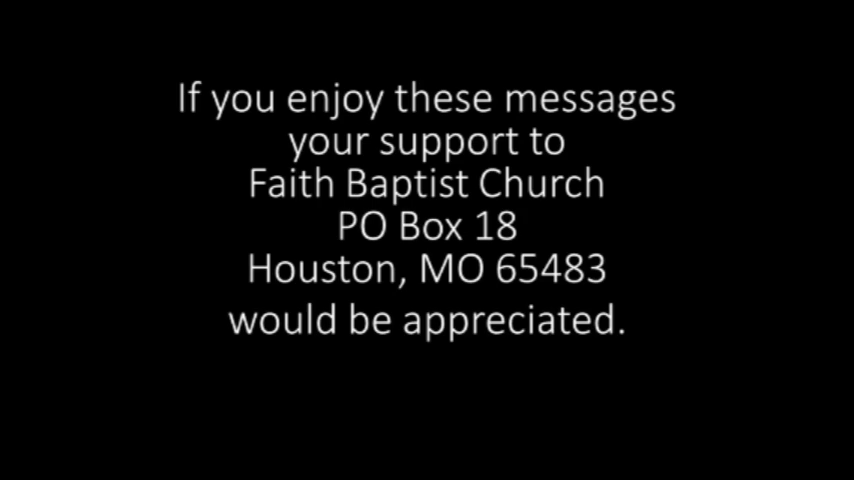 If you enjoy these messages
your support to
Faith Baptist Church
PO Box 18
Houston, MO 65483
would be appreciated.